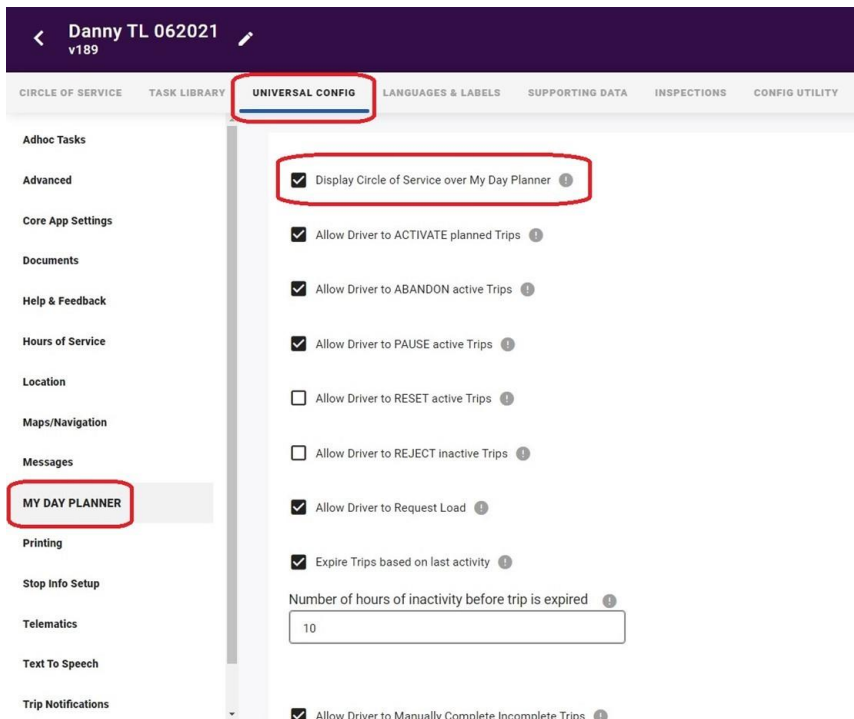 Danny TL 062021
v189
CIRCLE OF SERVICE
TASK LIBRARY
UNIVERSAL CONFIG
LANGUAGES & LABELS
SUPPORTING DATA
INSPECTIONS
CONFIG UTILITY
Adhoc Tasks
Advanced
Core App Settings
Documents
Help & Feedback
Hours of Service
Location
Maps/Navigation
Messages
MY DAY PLANNER
Printing
Stop Info Setup
Telematics
Text To Speech
Trip Notifications
Display Circle of Service over My Day Planner
Allow Driver to ACTIVATE planned Trips
Allow Driver to ABANDON active Trips
Allow Driver to PAUSE active Trips
Allow Driver to RESET active Trips
Allow Driver to REJECT inactive Trips
Allow Driver to Request Load
Expire Trips based on last activity
Number of hours of inactivity before trip is expired
10
Allow Driver to Manually Complete Incomplete Trips